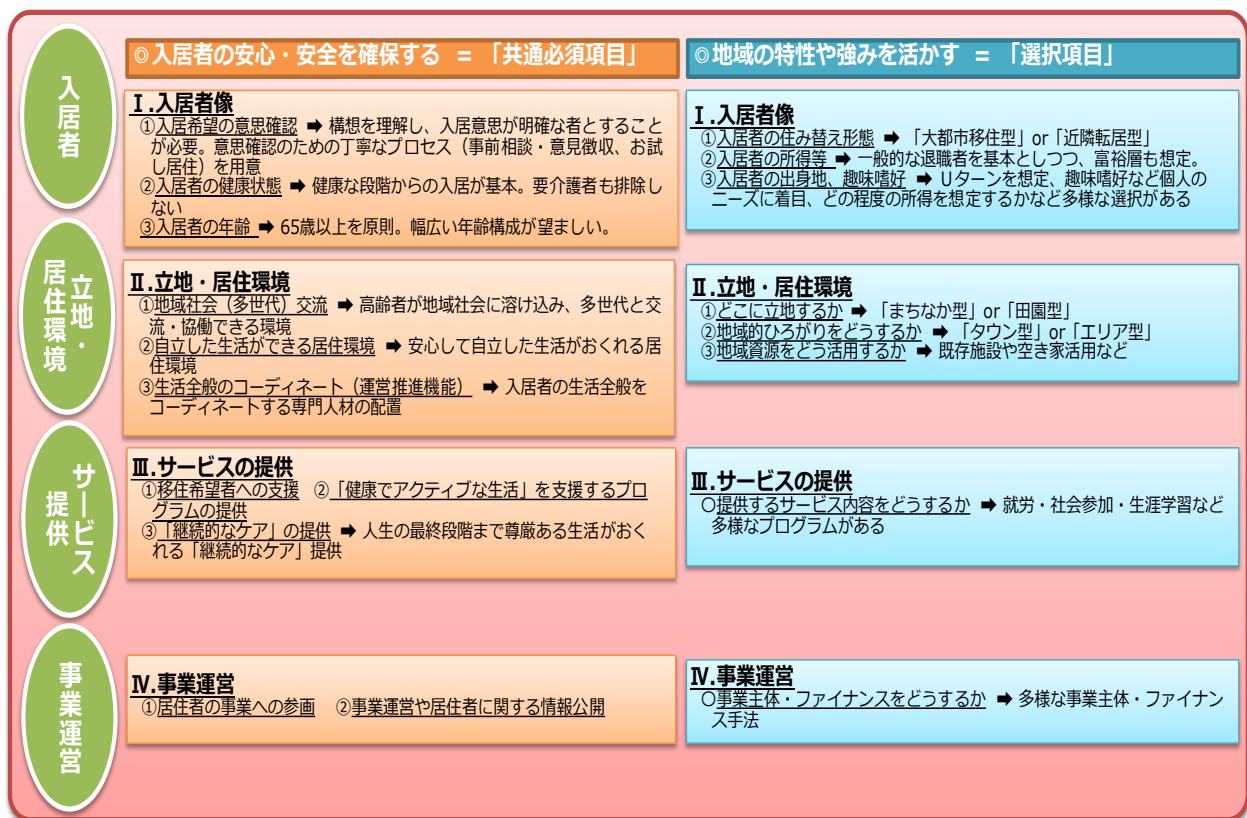 入居者
◎入居者の安心・安全を確保する ＝ 「共通必須項目」
◎地域の特性や強みを活かす ＝ 「選択項目」
Ⅰ.入居者像
①入居希望の意思確認 ➡ 構想を理解し、入居意思が明確な者とすること
が必要。意思確認のための丁寧なプロセス（事前相談・意見徴収、お試
し居住）を用意
②入居者の健康状態 ➡ 健康な段階からの入居が基本。要介護者も排除し
ない
③入居者の年齢 ➡ 65歳以上を原則。幅広い年齢構成が望ましい。
Ⅰ.入居者像
①入居者の住み替え形態 ➡ 「大都市移住型」or「近隣転居型」
②入居者の所得等 ➡ 一般的な退職者を基本としつつ、富裕層も想定。
③入居者の出身地、趣味嗜好 ➡ Uターンを想定、趣味嗜好など個人の
ニーズに着目、どの程度の所得を想定するかなど多様な選択がある
立地・
居住環境
Ⅱ.立地・居住環境
①地域社会（多世代）交流 ➡ 高齢者が地域社会に溶け込み、多世代と交
流・協働できる環境
②自立した生活ができる居住環境 ➡ 安心して自立した生活がおくれる居
住環境
③生活全般のコーディネート（運営推進機能） ➡ 入居者の生活全般を
コーディネートする専門人材の配置
Ⅱ.立地・居住環境
①どこに立地するか ➡ 「まちなか型」or「田園型」
②地域的ひろがりをどうするか ➡ 「タウン型」or「エリア型」
③地域資源をどう活用するか ➡ 既存施設や空き家活用など
サービス
提供
Ⅲ.サービスの提供
①移住希望者への支援 ②「健康でアクティブな生活」を支援するプロ
グラムの提供
③「継続的なケア」の提供 ➡ 人生の最終段階まで尊厳ある生活がおく
れる「継続的なケア」提供
Ⅲ.サービスの提供
○提供するサービス内容をどうするか ➡ 就労・社会参加・生涯学習など
多様なプログラムがある
事業運営
Ⅳ.事業運営
①居住者の事業への参画 ②事業運営や居住者に関する情報公開
Ⅳ.事業運営
○事業主体・ファイナンスをどうするか ➡ 多様な事業主体・ファイナン
ス手法